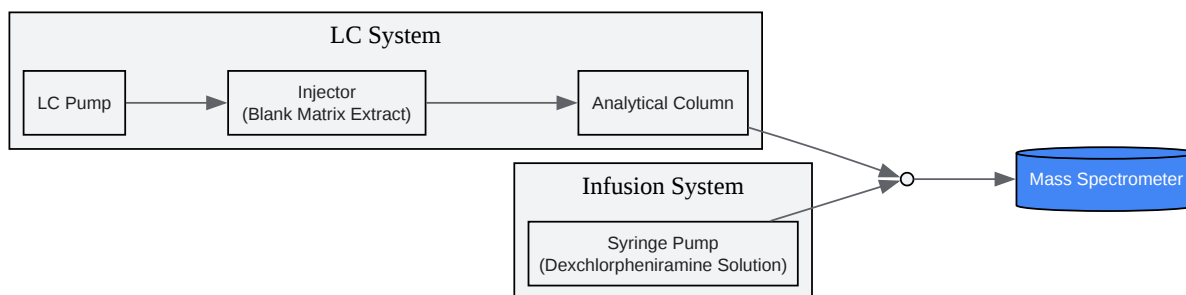 LC System
LC Pump
Injector
(Blank Matrix Extract)
Analytical Column
Infusion System
Syringe Pump
(Dexchlorpheniramine Solution)
Mass Spectrometer